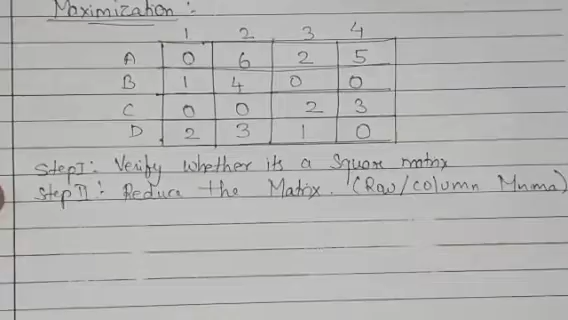 Maximization :-
1 2 3 4
A 0 6 2 5
B 1 4 0 0
C 0 0 2 3
D 2 3 1 0
Step I : Verify whether its a Square matrix
Step II : Reduce the Matrix. (Row/column Mnma)